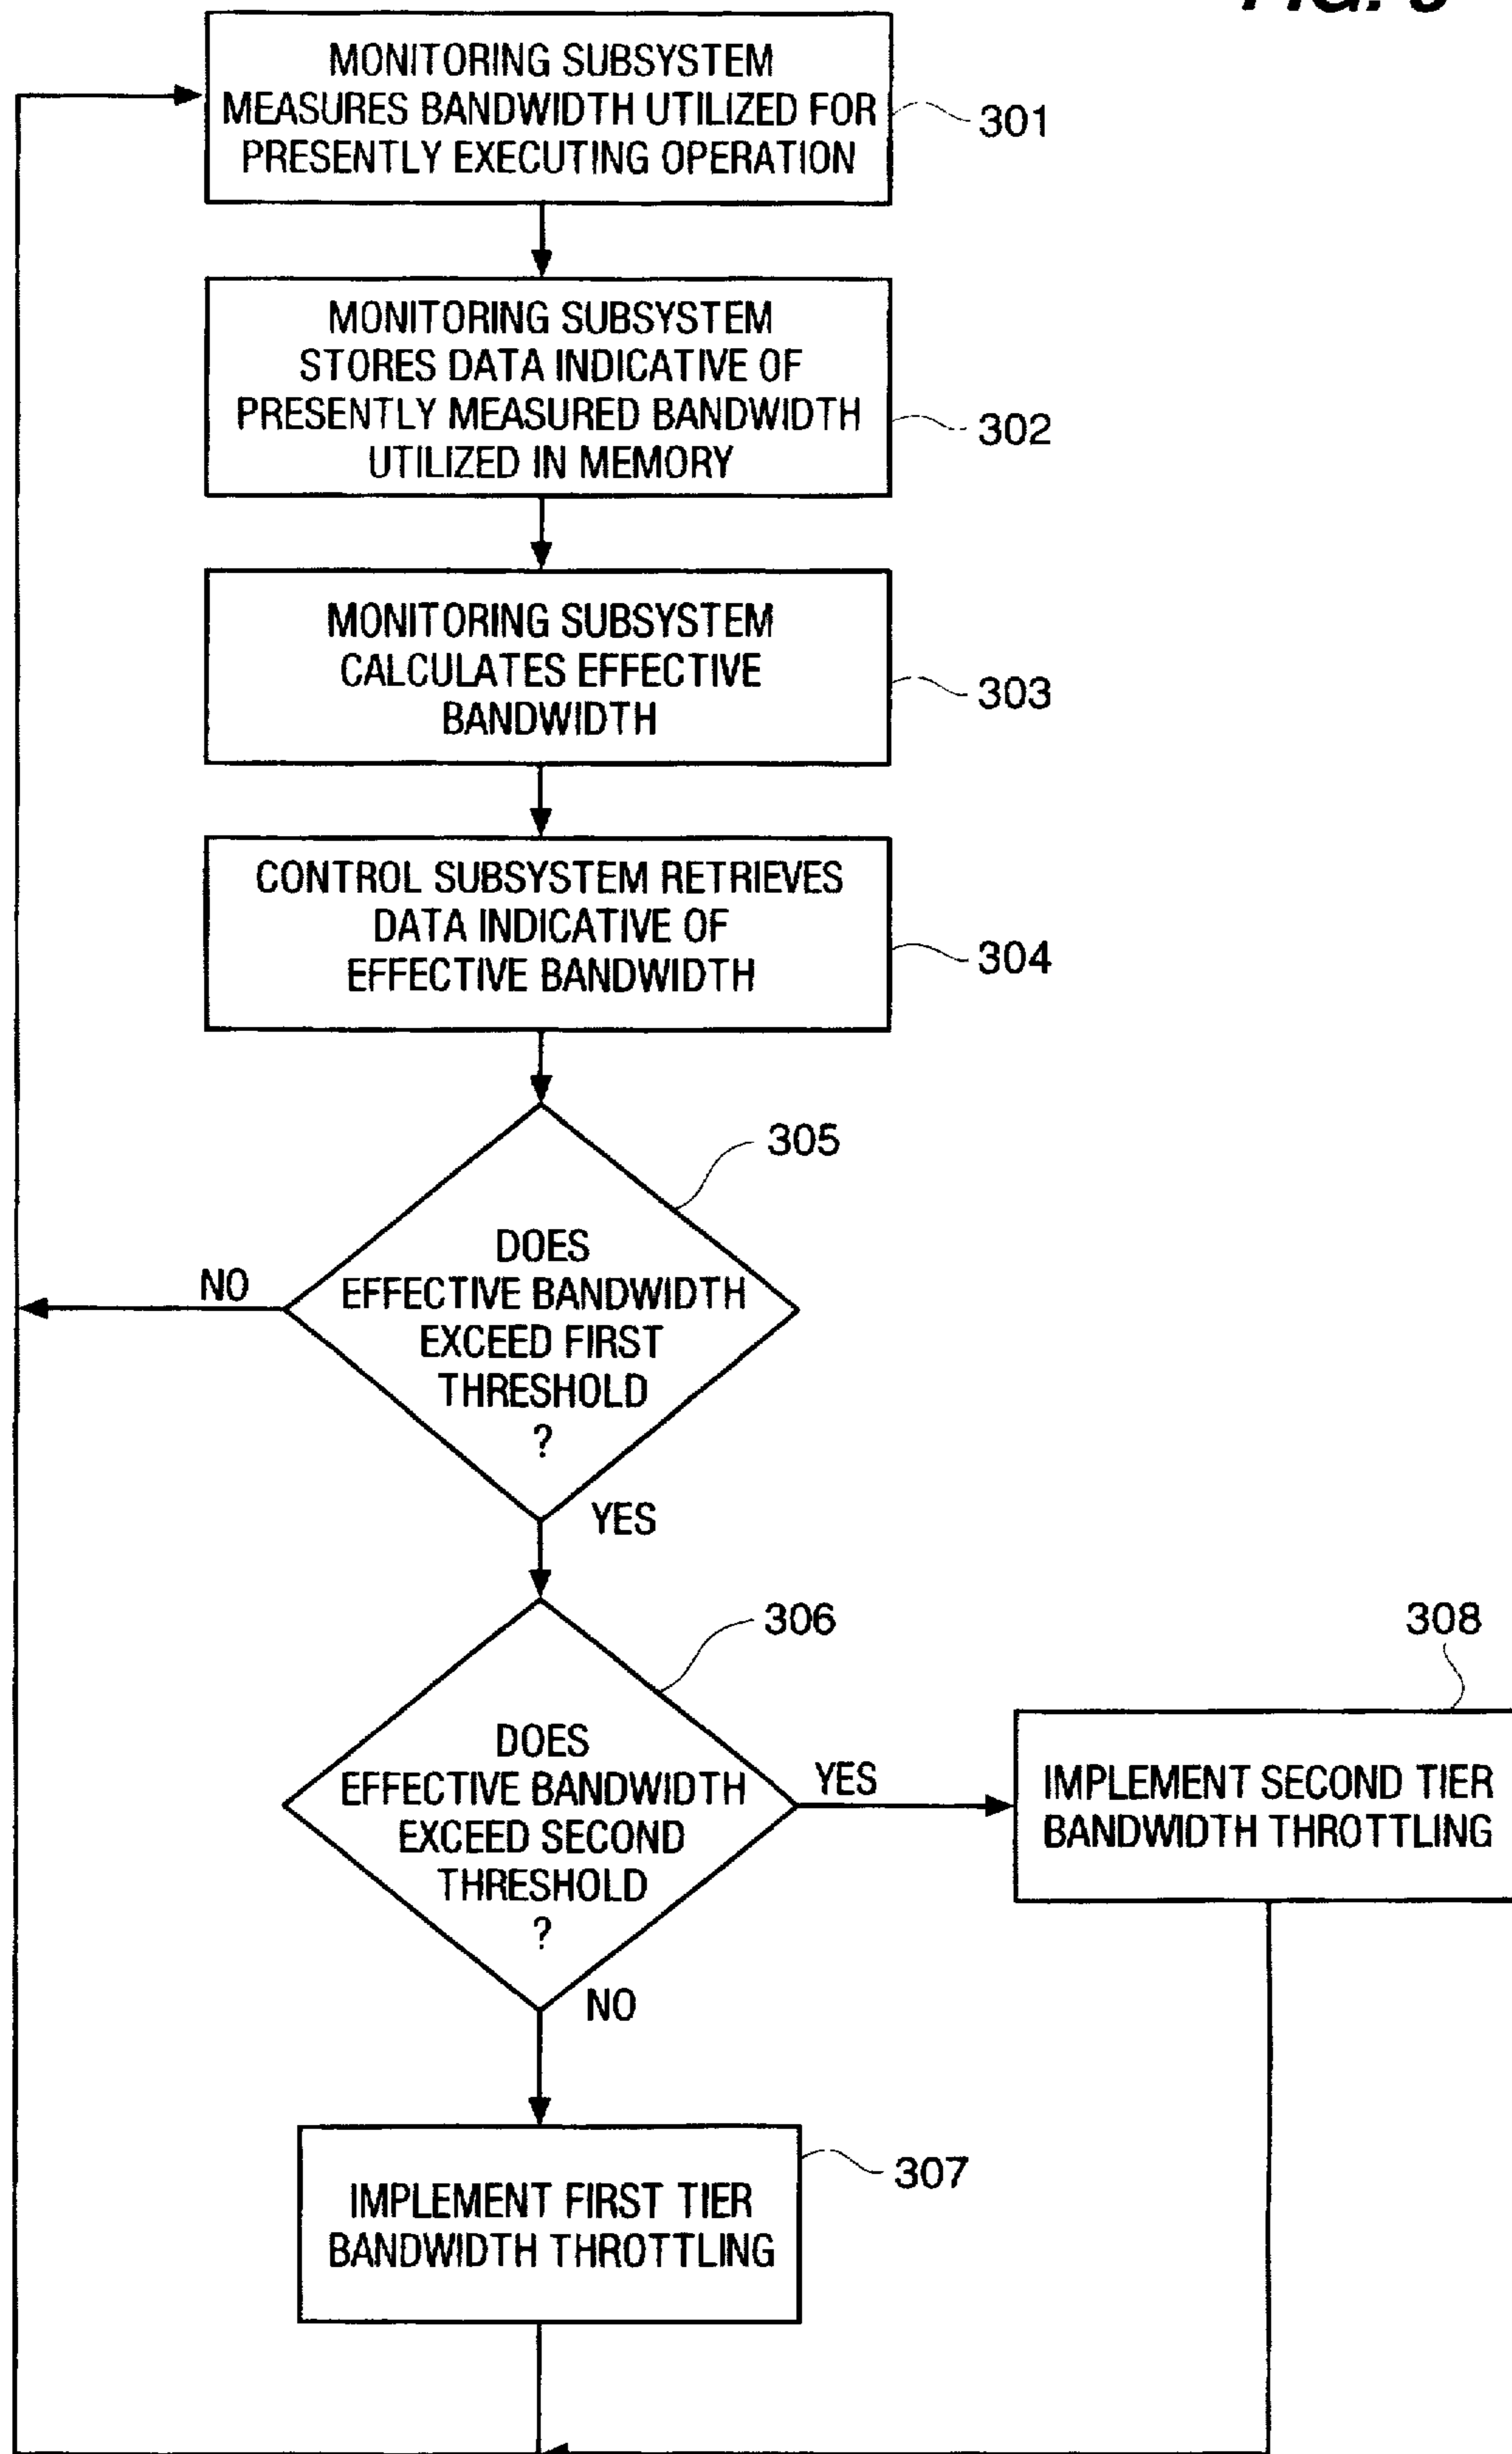 MONITORING SUBSYSTEM
MEASURES BANDWIDTH UTILIZED FOR
PRESENTLY EXECUTING OPERATION
301
MONITORING SUBSYSTEM
STORES DATA INDICATIVE OF
PRESENTLY MEASURED BANDWIDTH
UTILIZED IN MEMORY
302
MONITORING SUBSYSTEM
CALCULATES EFFECTIVE
BANDWIDTH
303
CONTROL SUBSYSTEM RETRIEVES
DATA INDICATIVE OF
EFFECTIVE BANDWIDTH
304
305
DOES
EFFECTIVE BANDWIDTH
EXCEED FIRST
THRESHOLD
?
NO
YES
306
DOES
EFFECTIVE BANDWIDTH
EXCEED SECOND
THRESHOLD
?
YES
NO
308
IMPLEMENT SECOND TIER
BANDWIDTH THROTTLING
307
IMPLEMENT FIRST TIER
BANDWIDTH THROTTLING